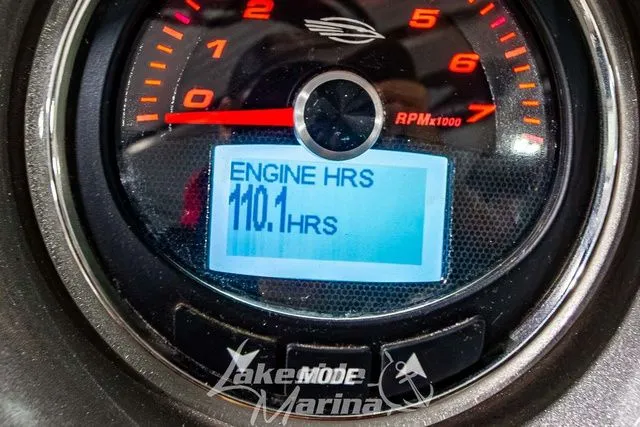 2
5
1
6
0
RPMx1000
7
ENGINE HRS
110.1HRS
MODE
Lakeside
Marina